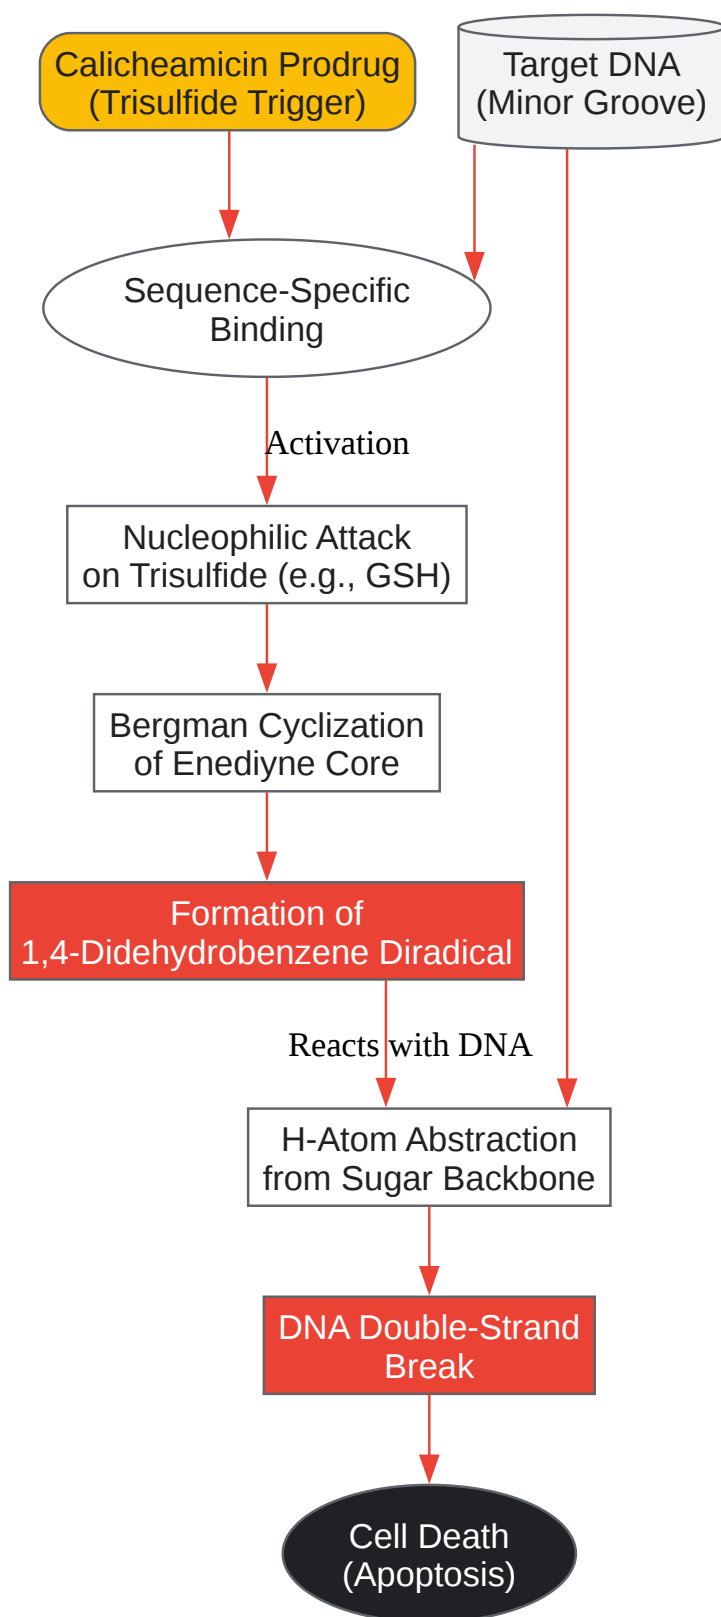 Calicheamicin Prodrug
(Trisulfide Trigger)
Target DNA
(Minor Groove)
Sequence-Specific
Binding
Activation
Nucleophilic Attack
on Trisulfide (e.g., GSH)
Bergman Cyclization
of Enediyne Core
Formation of
1,4-Didehydrobenzene Diradical
Reacts with DNA
H-Atom Abstraction
from Sugar Backbone
DNA Double-Strand
Break
Cell Death
(Apoptosis)